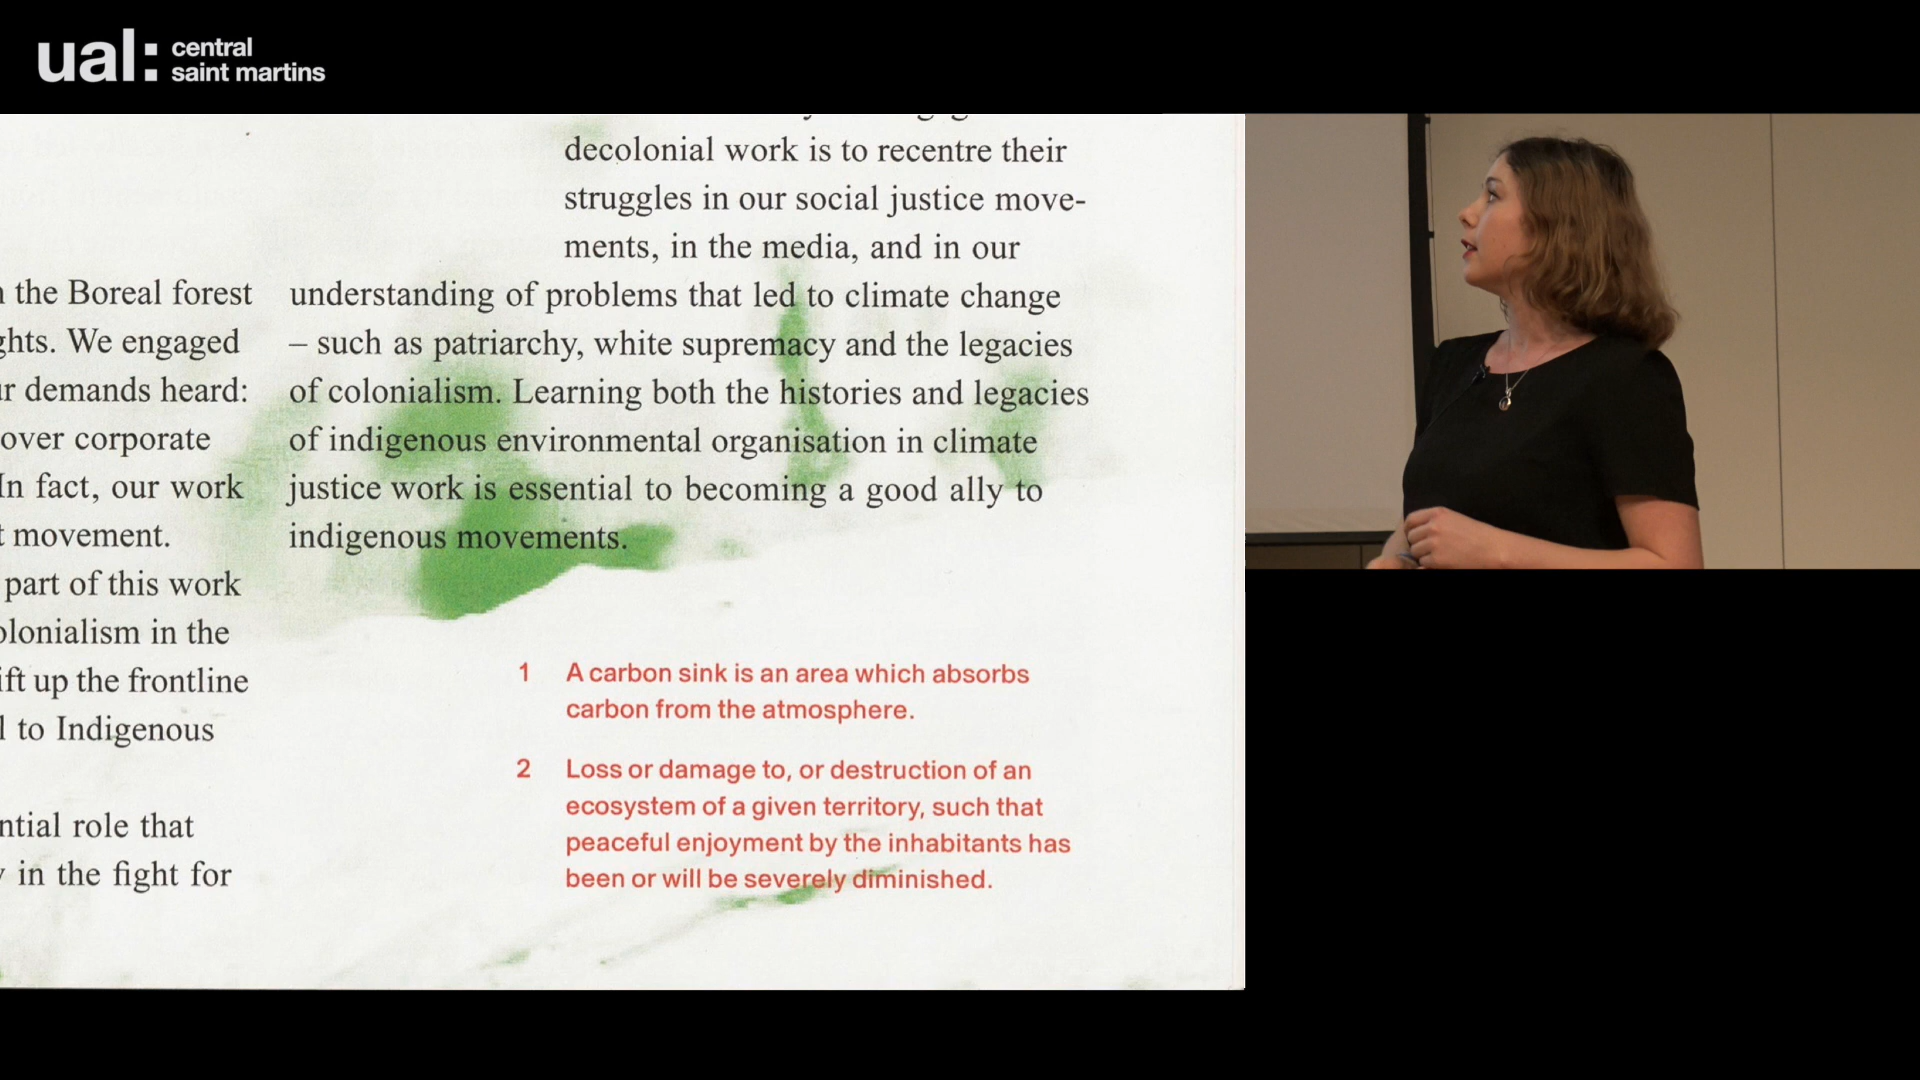 ual: central
saint martins
the Boreal forest
We engaged
demands heard:
over corporate
In fact, our work
movement.
part of this work
in the
up the frontline
to Indigenous
role that
in the fight for
decolonial work is to recentre their
struggles in our social justice move-
ments, in the media, and in our
understanding of problems that led to climate change
– such as patriarchy, white supremacy and the legacies
of colonialism. Learning both the histories and legacies
of indigenous environmental organisation in climate
justice work is essential to becoming a good ally to
indigenous movements.
1 A carbon sink is an area which absorbs
carbon from the atmosphere.
2 Loss or damage to, or destruction of an
ecosystem of a given territory, such that
peaceful enjoyment by the inhabitants has
been or will be severely diminished.